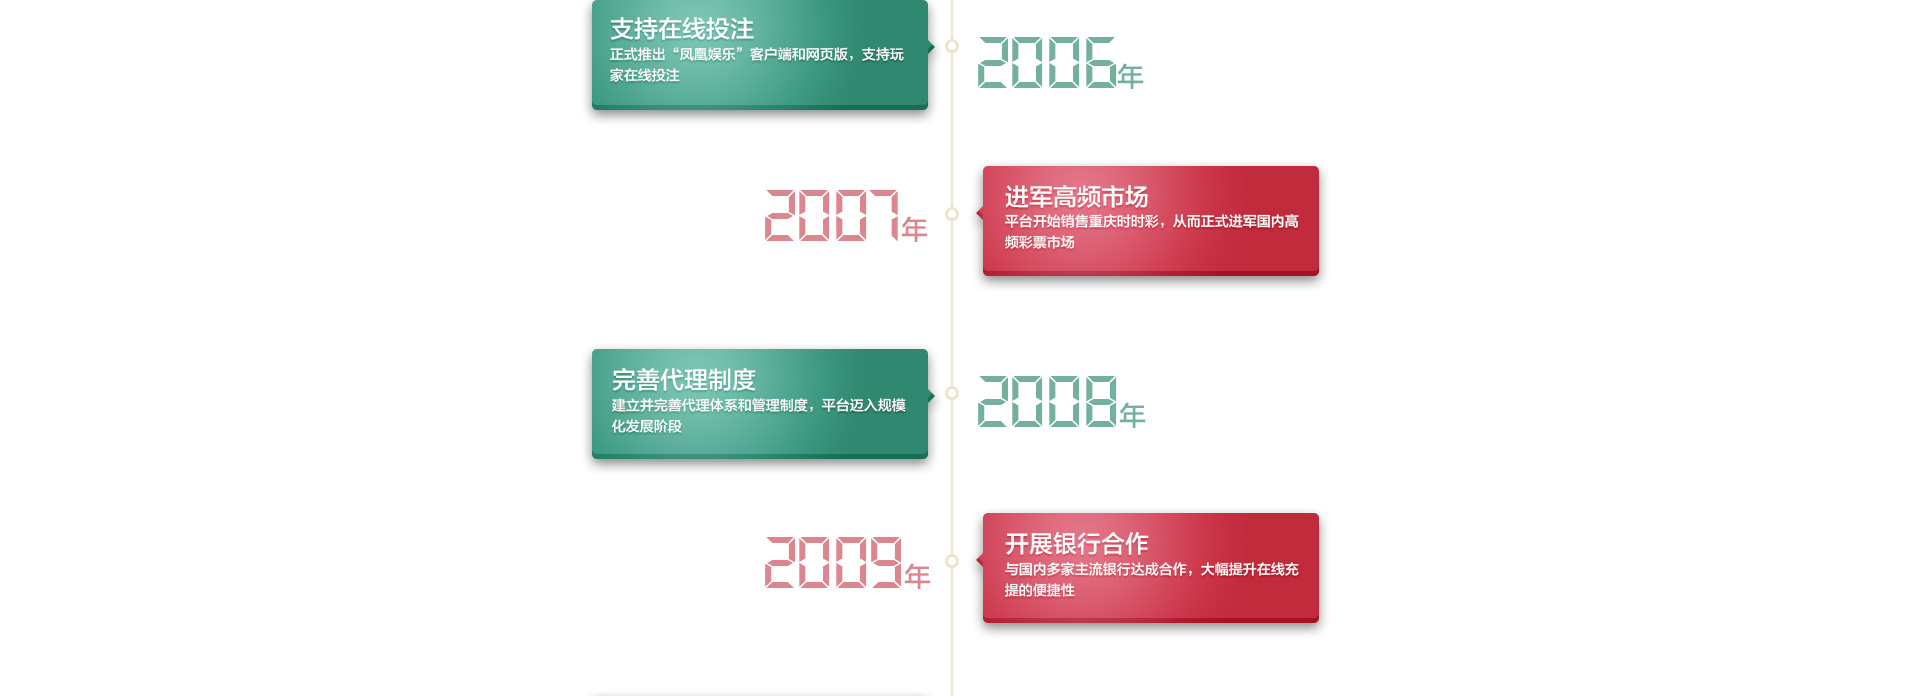 支持在线投注
正式推出“凤凰娱乐”客户端和网页版，支持玩
家在线投注
2006年
2007年
进军高频市场
平台开始销售重庆时时彩，从而正式进军国内高
频彩票市场
完善代理制度
建立并完善代理体系和管理制度，平台迈入规模
化发展阶段
2008年
2009年
开展银行合作
与国内多家主流银行达成合作，大幅提升在线充
提的便捷性